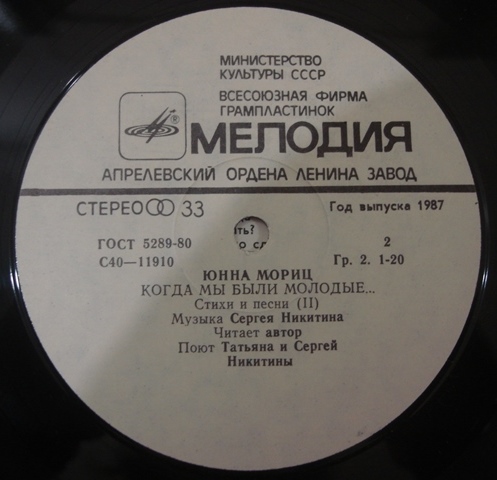 МИНИСТЕРСТВО
КУЛЬТУРЫ СССР
ВСЕСОЮЗНАЯ ФИРМА
ГРАМПЛАСТИНОК
МЕЛОДИЯ
АПРЕЛЕВСКИЙ ОРДЕНА ЛЕНИНА ЗАВОД
СТЕРЕО 33
Год выпуска 1987
ГОСТ 5289-80
2
С40—11910
Гр. 2. 1-20
ЮННА МОРИЦ
КОГДА МЫ БЫЛИ МОЛОДЫЕ...
Стихи и песни (II)
Музыка Сергея Никитина
Читает автор
Поют Татьяна и Сергей
Никитины